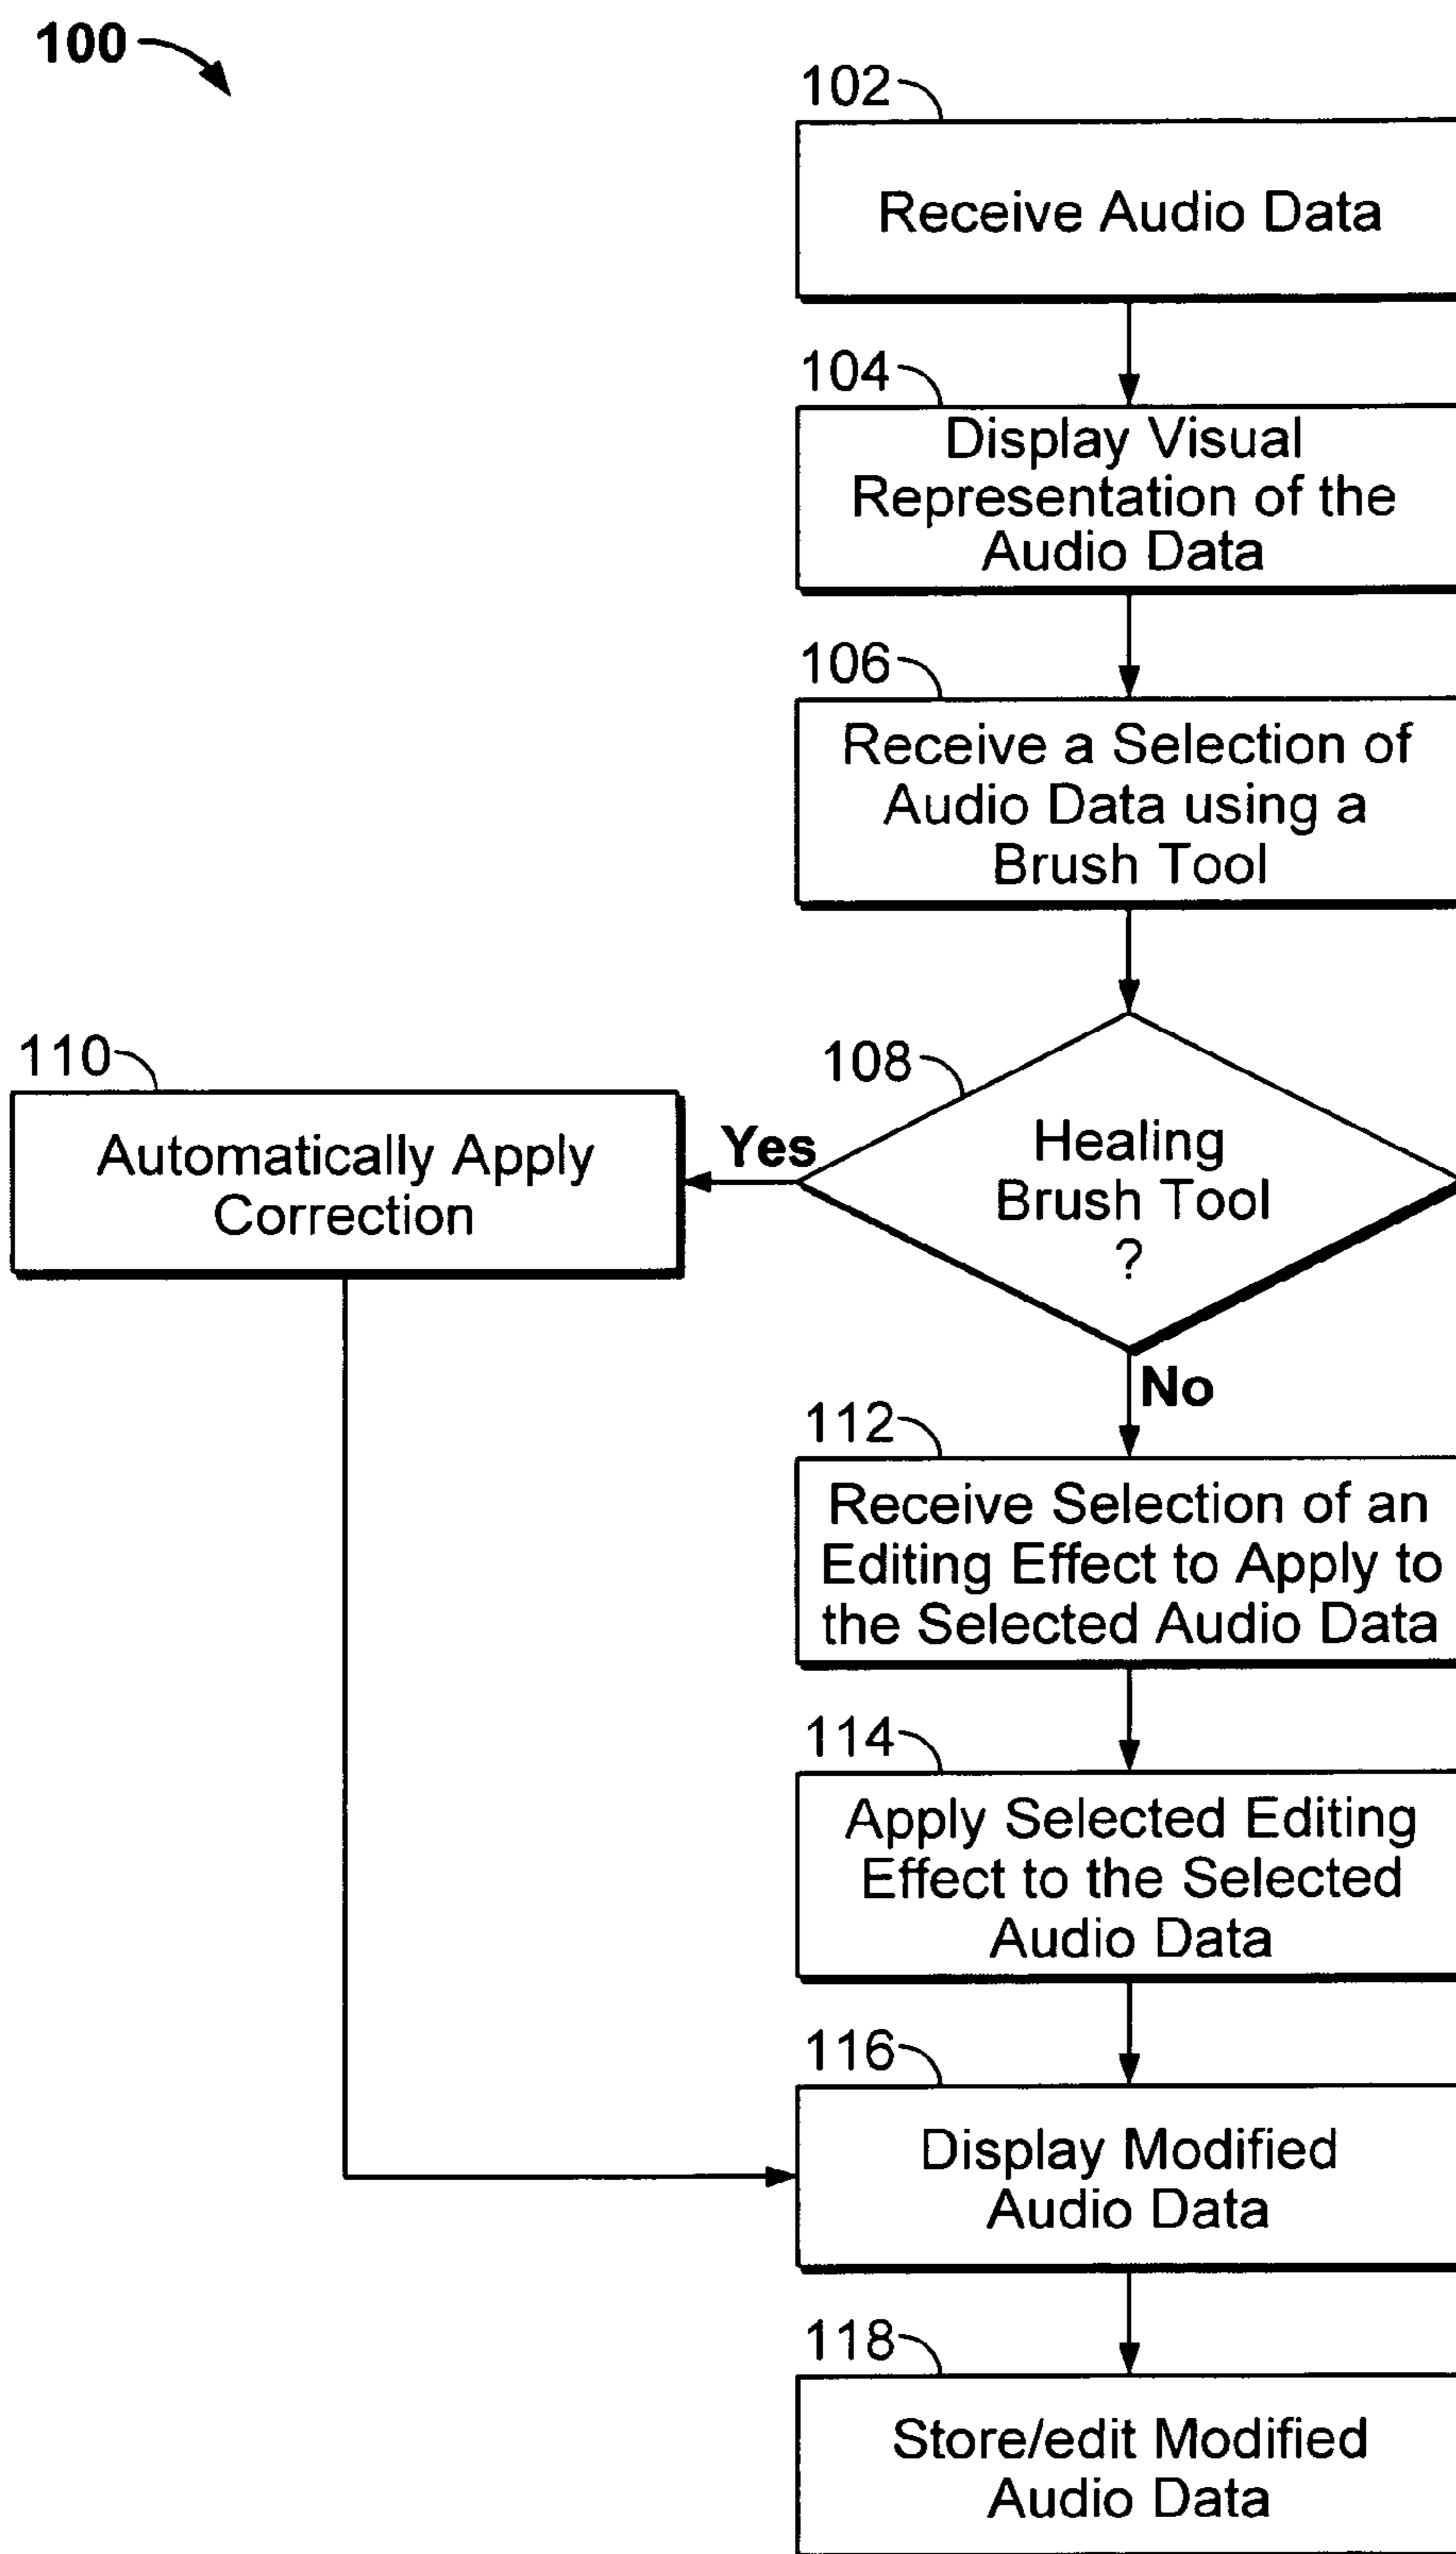 100
102
Receive Audio Data
104
Display Visual
Representation of the
Audio Data
106
Receive a Selection of
Audio Data using a
Brush Tool
108
Healing
Brush Tool
?
Yes
110
Automatically Apply
Correction
No
112
Receive Selection of an
Editing Effect to Apply to
the Selected Audio Data
114
Apply Selected Editing
Effect to the Selected
Audio Data
116
Display Modified
Audio Data
118
Store/edit Modified
Audio Data